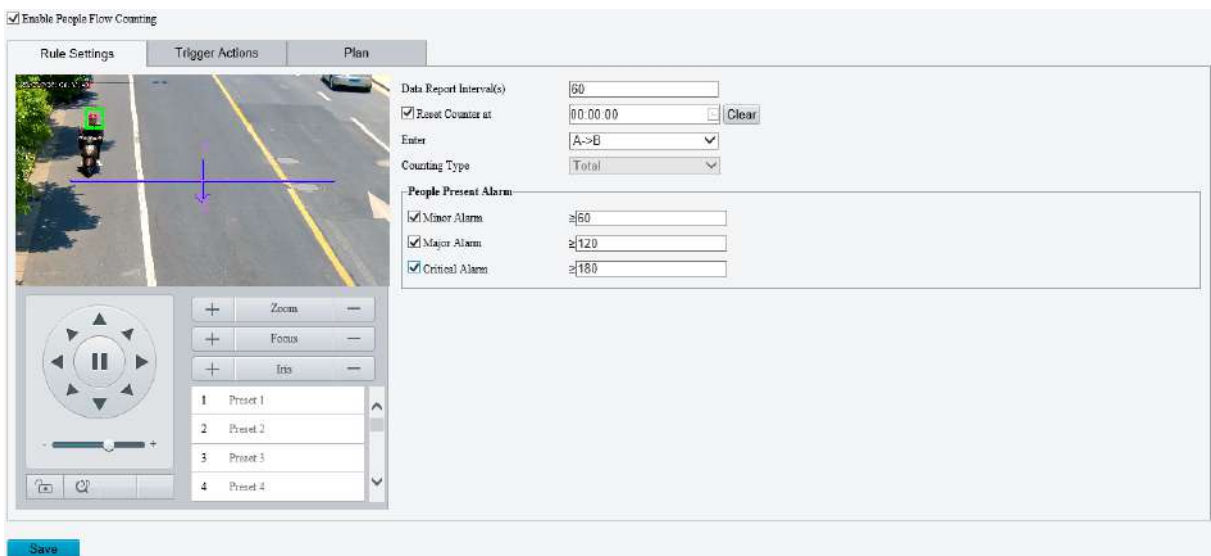 Enable People Flow Counting
Rule Settings
Trigger Actions
Plan
Data Report Interval(s) 60
Reset Counter at 00:00:00 Clear
Enter A->B
Counting Type Total
People Present Alarm
Minor Alarm ≥60
Major Alarm ≥120
Critical Alarm ≥180
+ Zoom —
+ Focus —
+ Iris —
1 Preset 1
2 Preset 2
3 Preset 3
4 Preset 4
- +
Save